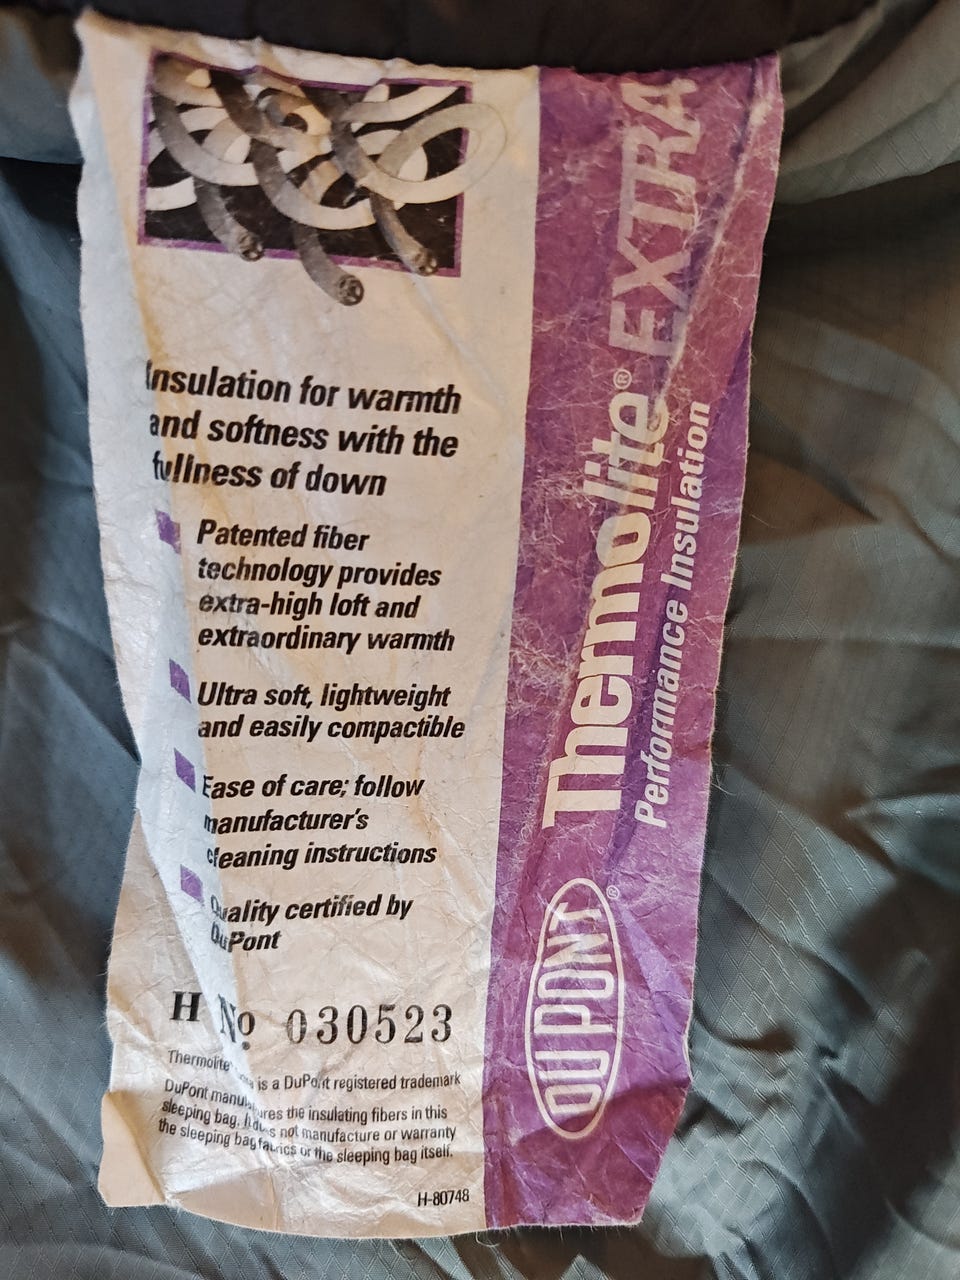 Insulation for warmth
and softness with the
fullness of down
Patented fiber
technology provides
extra-high loft and
extraordinary warmth
Ultra soft, lightweight
and easily compactible
Ease of care; follow
manufacturer's
cleaning instructions
Quality certified by
DuPont
H No 030523
Thermolite is a DuPont registered trademark
DuPont manufactures the insulating fibers in this
sleeping bag. It does not manufacture or warranty
the sleeping bag fabrics or the sleeping bag itself.
H-80748
Thermolite® EXTRA
Performance Insulation
DU PONT®